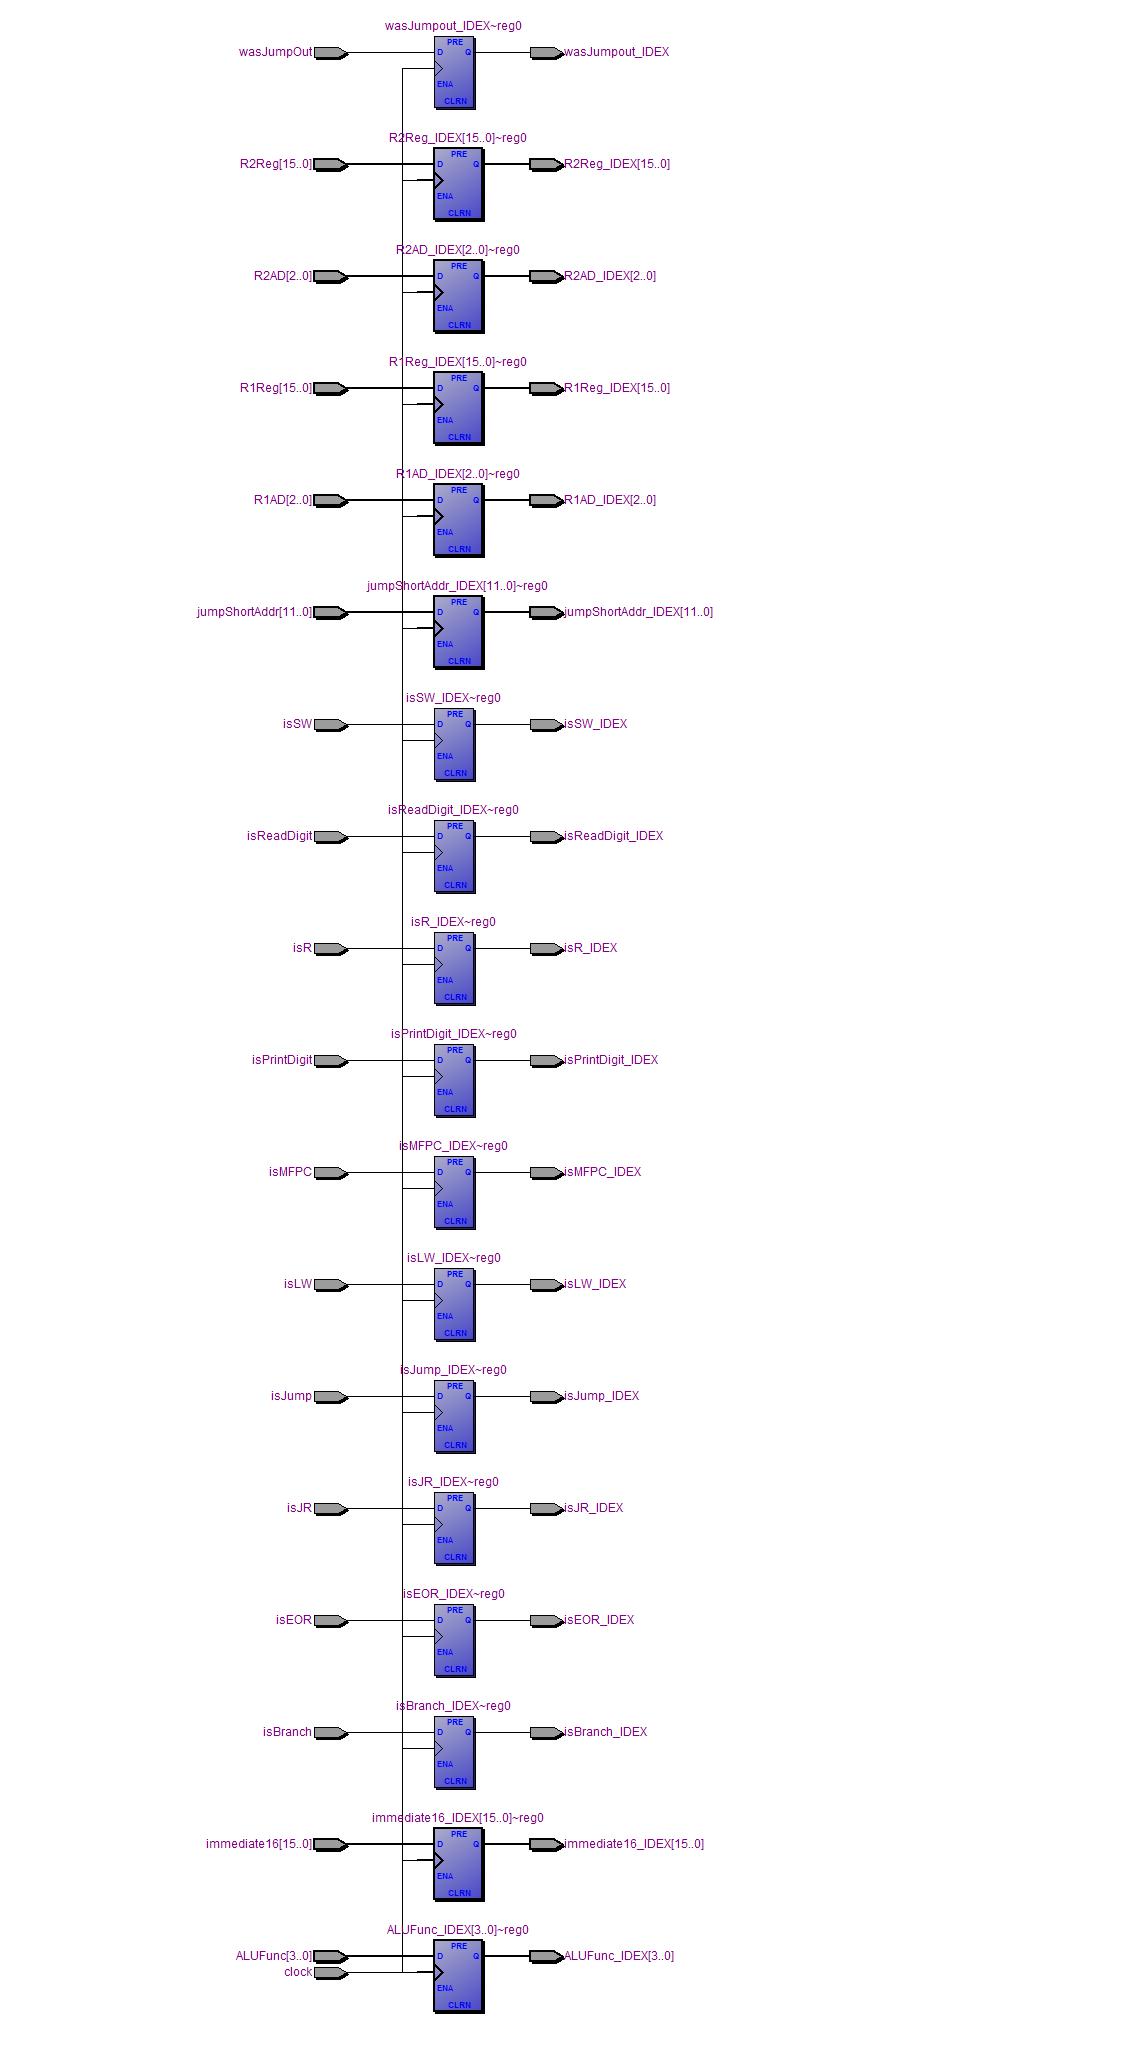 wasJumpout_IDEX~reg0
PRE
wasJumpOut D Q wasJumpout_IDEX
ENA
CLRN
R2Reg_IDEX[15..0]~reg0
PRE
R2Reg[15..0] D Q R2Reg_IDEX[15..0]
ENA
CLRN
R2AD_IDEX[2..0]~reg0
PRE
R2AD[2..0] D Q R2AD_IDEX[2..0]
ENA
CLRN
R1Reg_IDEX[15..0]~reg0
PRE
R1Reg[15..0] D Q R1Reg_IDEX[15..0]
ENA
CLRN
R1AD_IDEX[2..0]~reg0
PRE
R1AD[2..0] D Q R1AD_IDEX[2..0]
ENA
CLRN
jumpShortAddr_IDEX[11..0]~reg0
PRE
jumpShortAddr[11..0] D Q jumpShortAddr_IDEX[11..0]
ENA
CLRN
isSW_IDEX~reg0
PRE
isSW D Q isSW_IDEX
ENA
CLRN
isReadDigit_IDEX~reg0
PRE
isReadDigit D Q isReadDigit_IDEX
ENA
CLRN
isR_IDEX~reg0
PRE
isR D Q isR_IDEX
ENA
CLRN
isPrintDigit_IDEX~reg0
PRE
isPrintDigit D Q isPrintDigit_IDEX
ENA
CLRN
isMFPC_IDEX~reg0
PRE
isMFPC D Q isMFPC_IDEX
ENA
CLRN
isLW_IDEX~reg0
PRE
isLW D Q isLW_IDEX
ENA
CLRN
isJump_IDEX~reg0
PRE
isJump D Q isJump_IDEX
ENA
CLRN
isJR_IDEX~reg0
PRE
isJR D Q isJR_IDEX
ENA
CLRN
isEOR_IDEX~reg0
PRE
isEOR D Q isEOR_IDEX
ENA
CLRN
isBranch_IDEX~reg0
PRE
isBranch D Q isBranch_IDEX
ENA
CLRN
immediate16_IDEX[15..0]~reg0
PRE
immediate16[15..0] D Q immediate16_IDEX[15..0]
ENA
CLRN
ALUFunc_IDEX[3..0]~reg0
PRE
ALUFunc[3..0] D Q ALUFunc_IDEX[3..0]
clock
ENA
CLRN